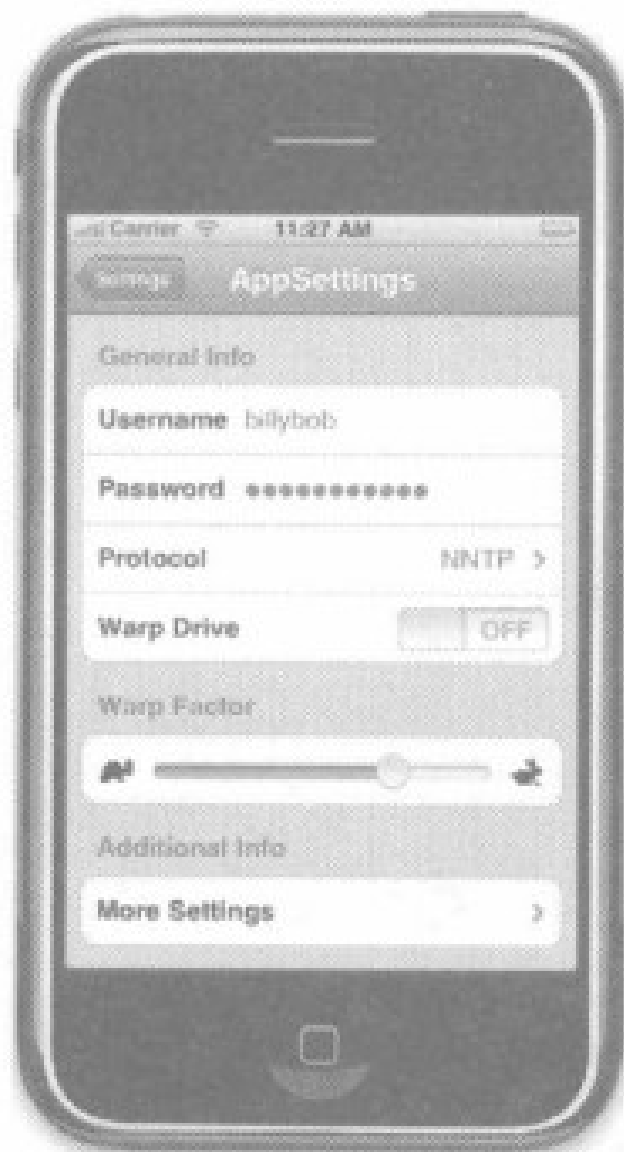 Carrier 11:27 AM
Settings AppSettings
General Info
Username billybob
Password •••••••••••
Protocol NNTP >
Warp Drive OFF
Warp Factor
Additional Info
More Settings >